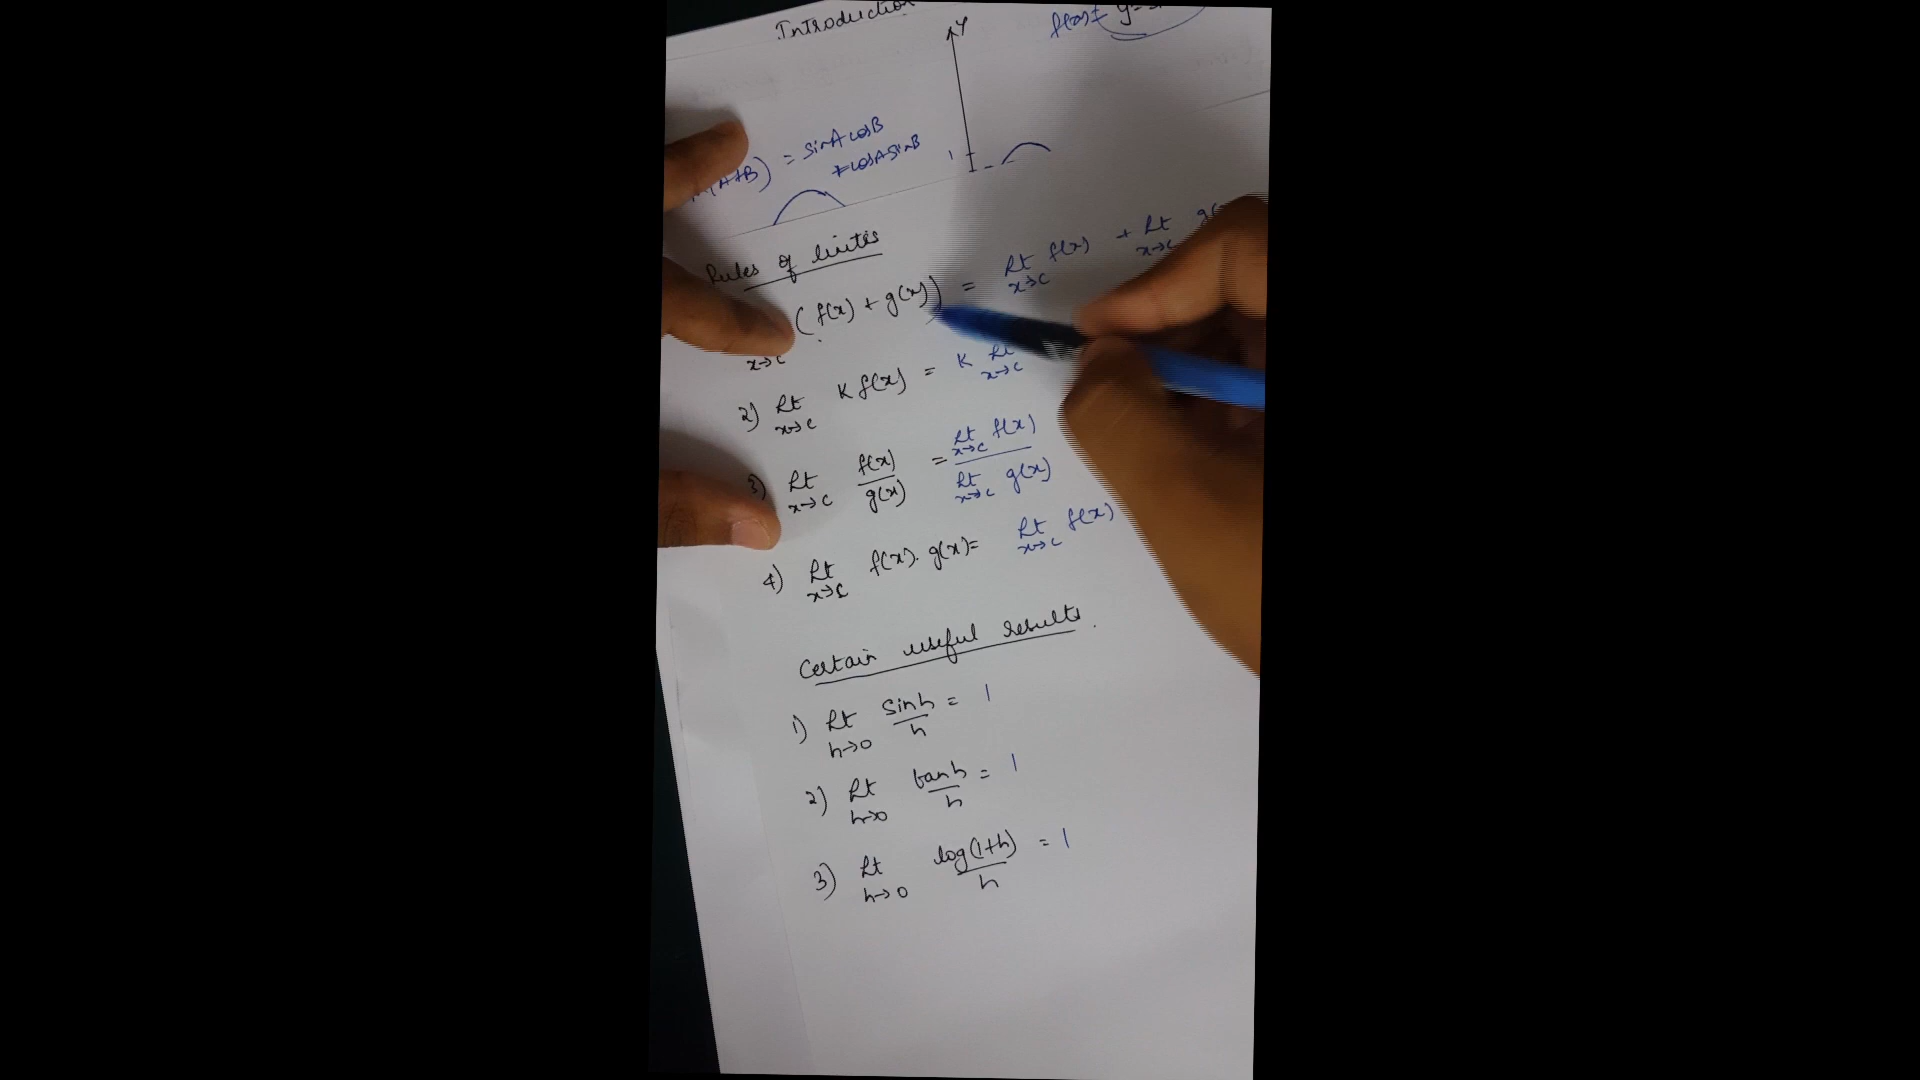 Introduction
f(x)= y=
Y
(A+B) = sinA cosB
+cosA sinB
1
Rules of limits
x→c (f(x) + g(x)) = Lt x→c f(x) + Lt x→c g(
2) Lt x→c K f(x) = K Lt x→c
3) Lt x→c f(x)/g(x) = Lt x→c f(x) / Lt x→c g(x)
4) Lt x→c f(x). g(x)= Lt x→c f(x)
Certain useful results.
1) Lt h→0 sinh/h = 1
2) Lt h→0 tanh/h = 1
3) Lt h→0 log(1+h)/h = 1